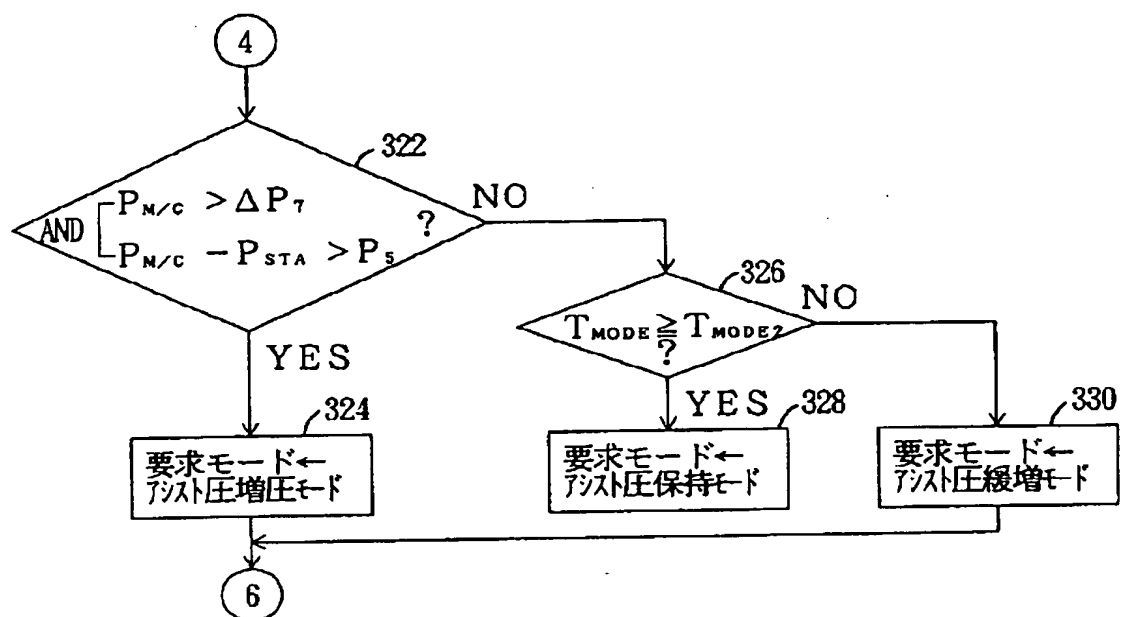 4
322
P_M/C > ΔP_7
AND
?
P_M/C - P_STA > P_5
NO
YES
326
T_MODE ≧ T_MODE2
?
NO
YES
324
要求モード←
アシスト圧増圧モード
328
要求モード←
アシスト圧保持モード
330
要求モード←
アシスト圧緩増モード
6